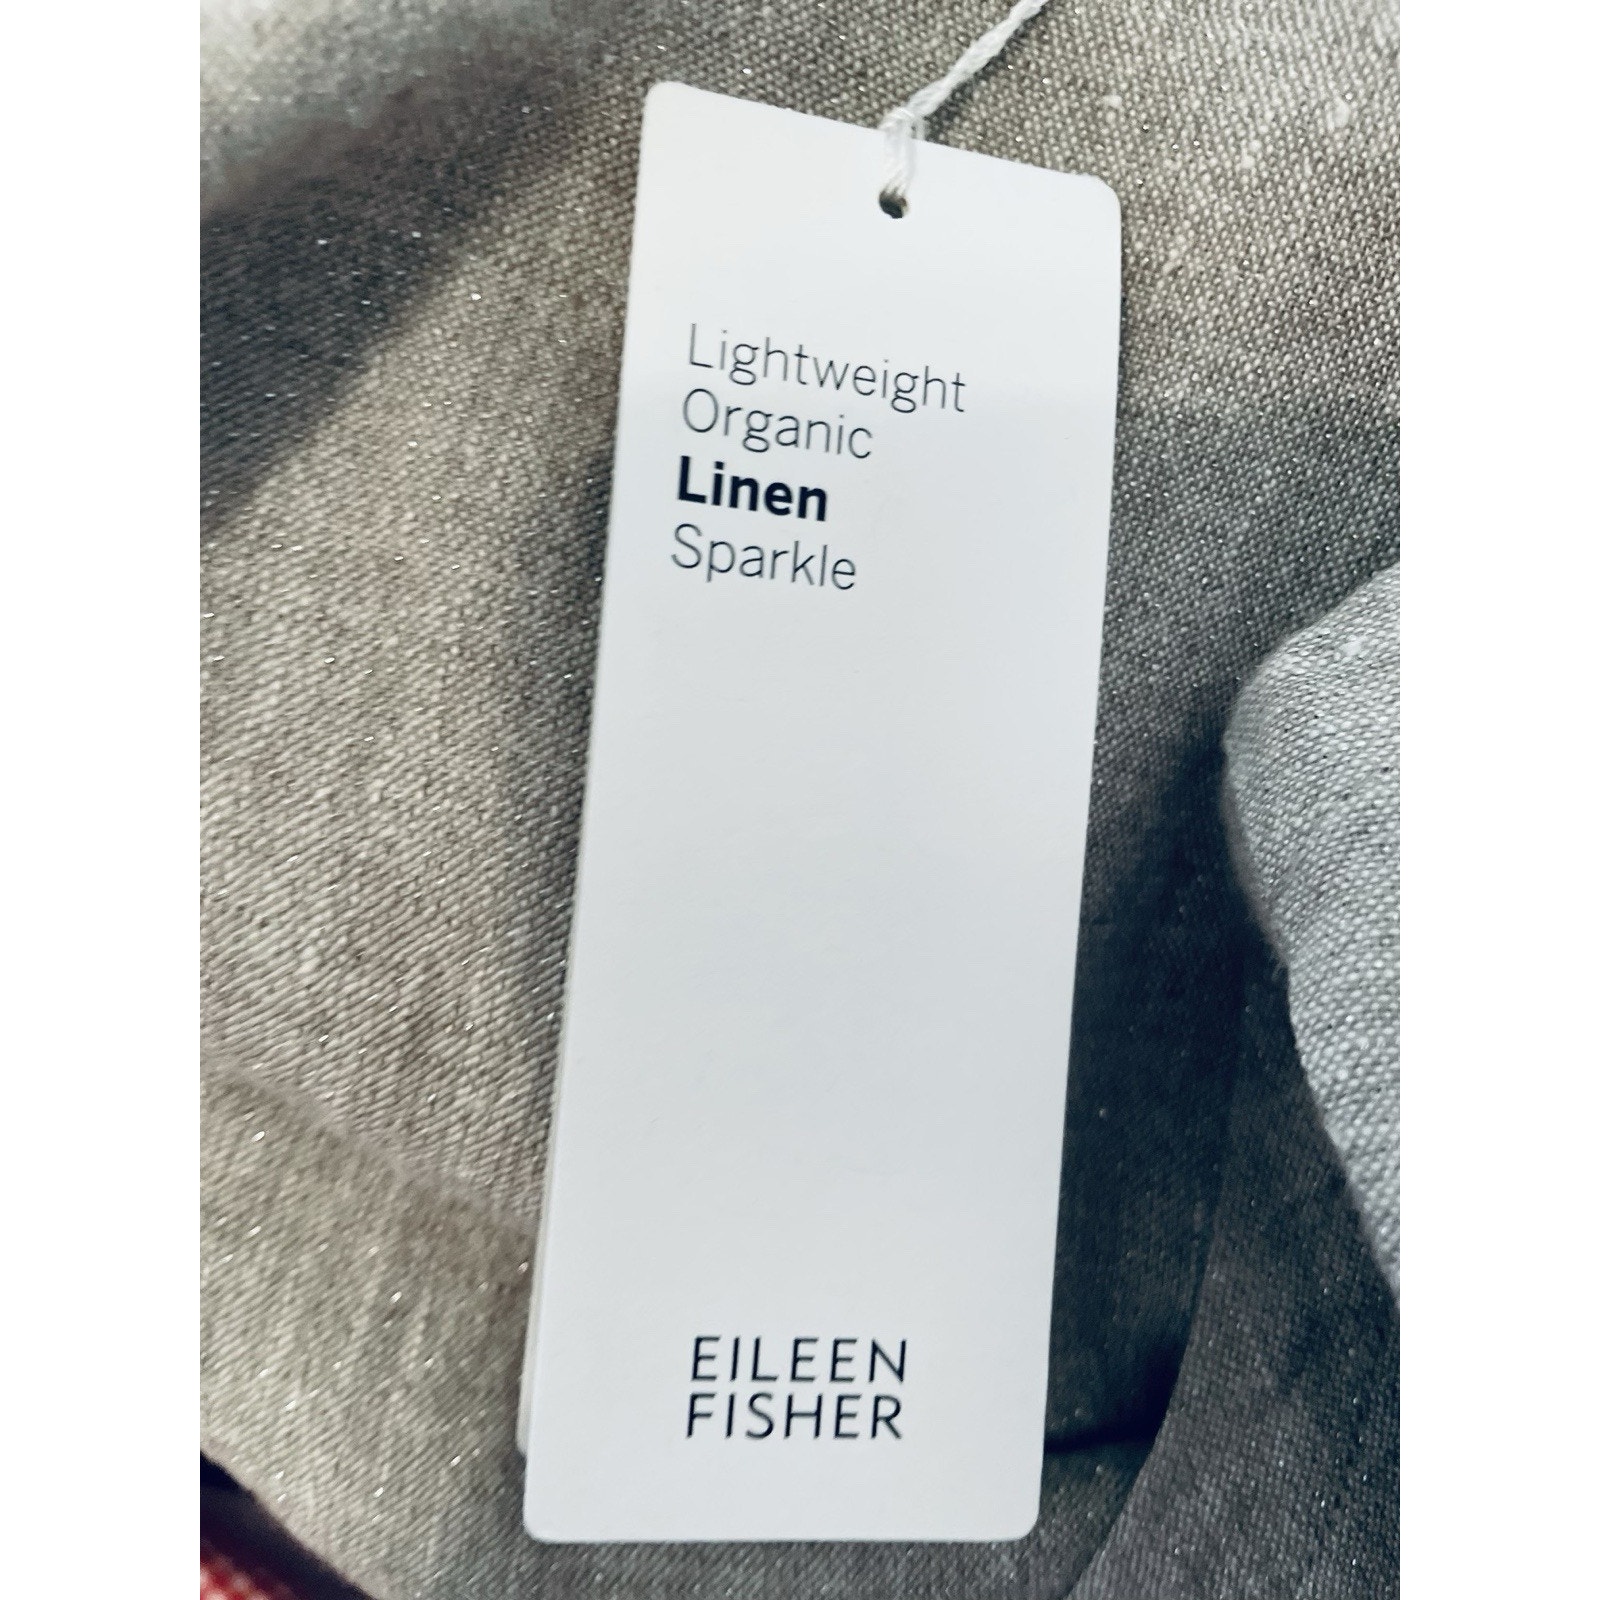 Lightweight
Organic
Linen
Sparkle
EILEEN
FISHER